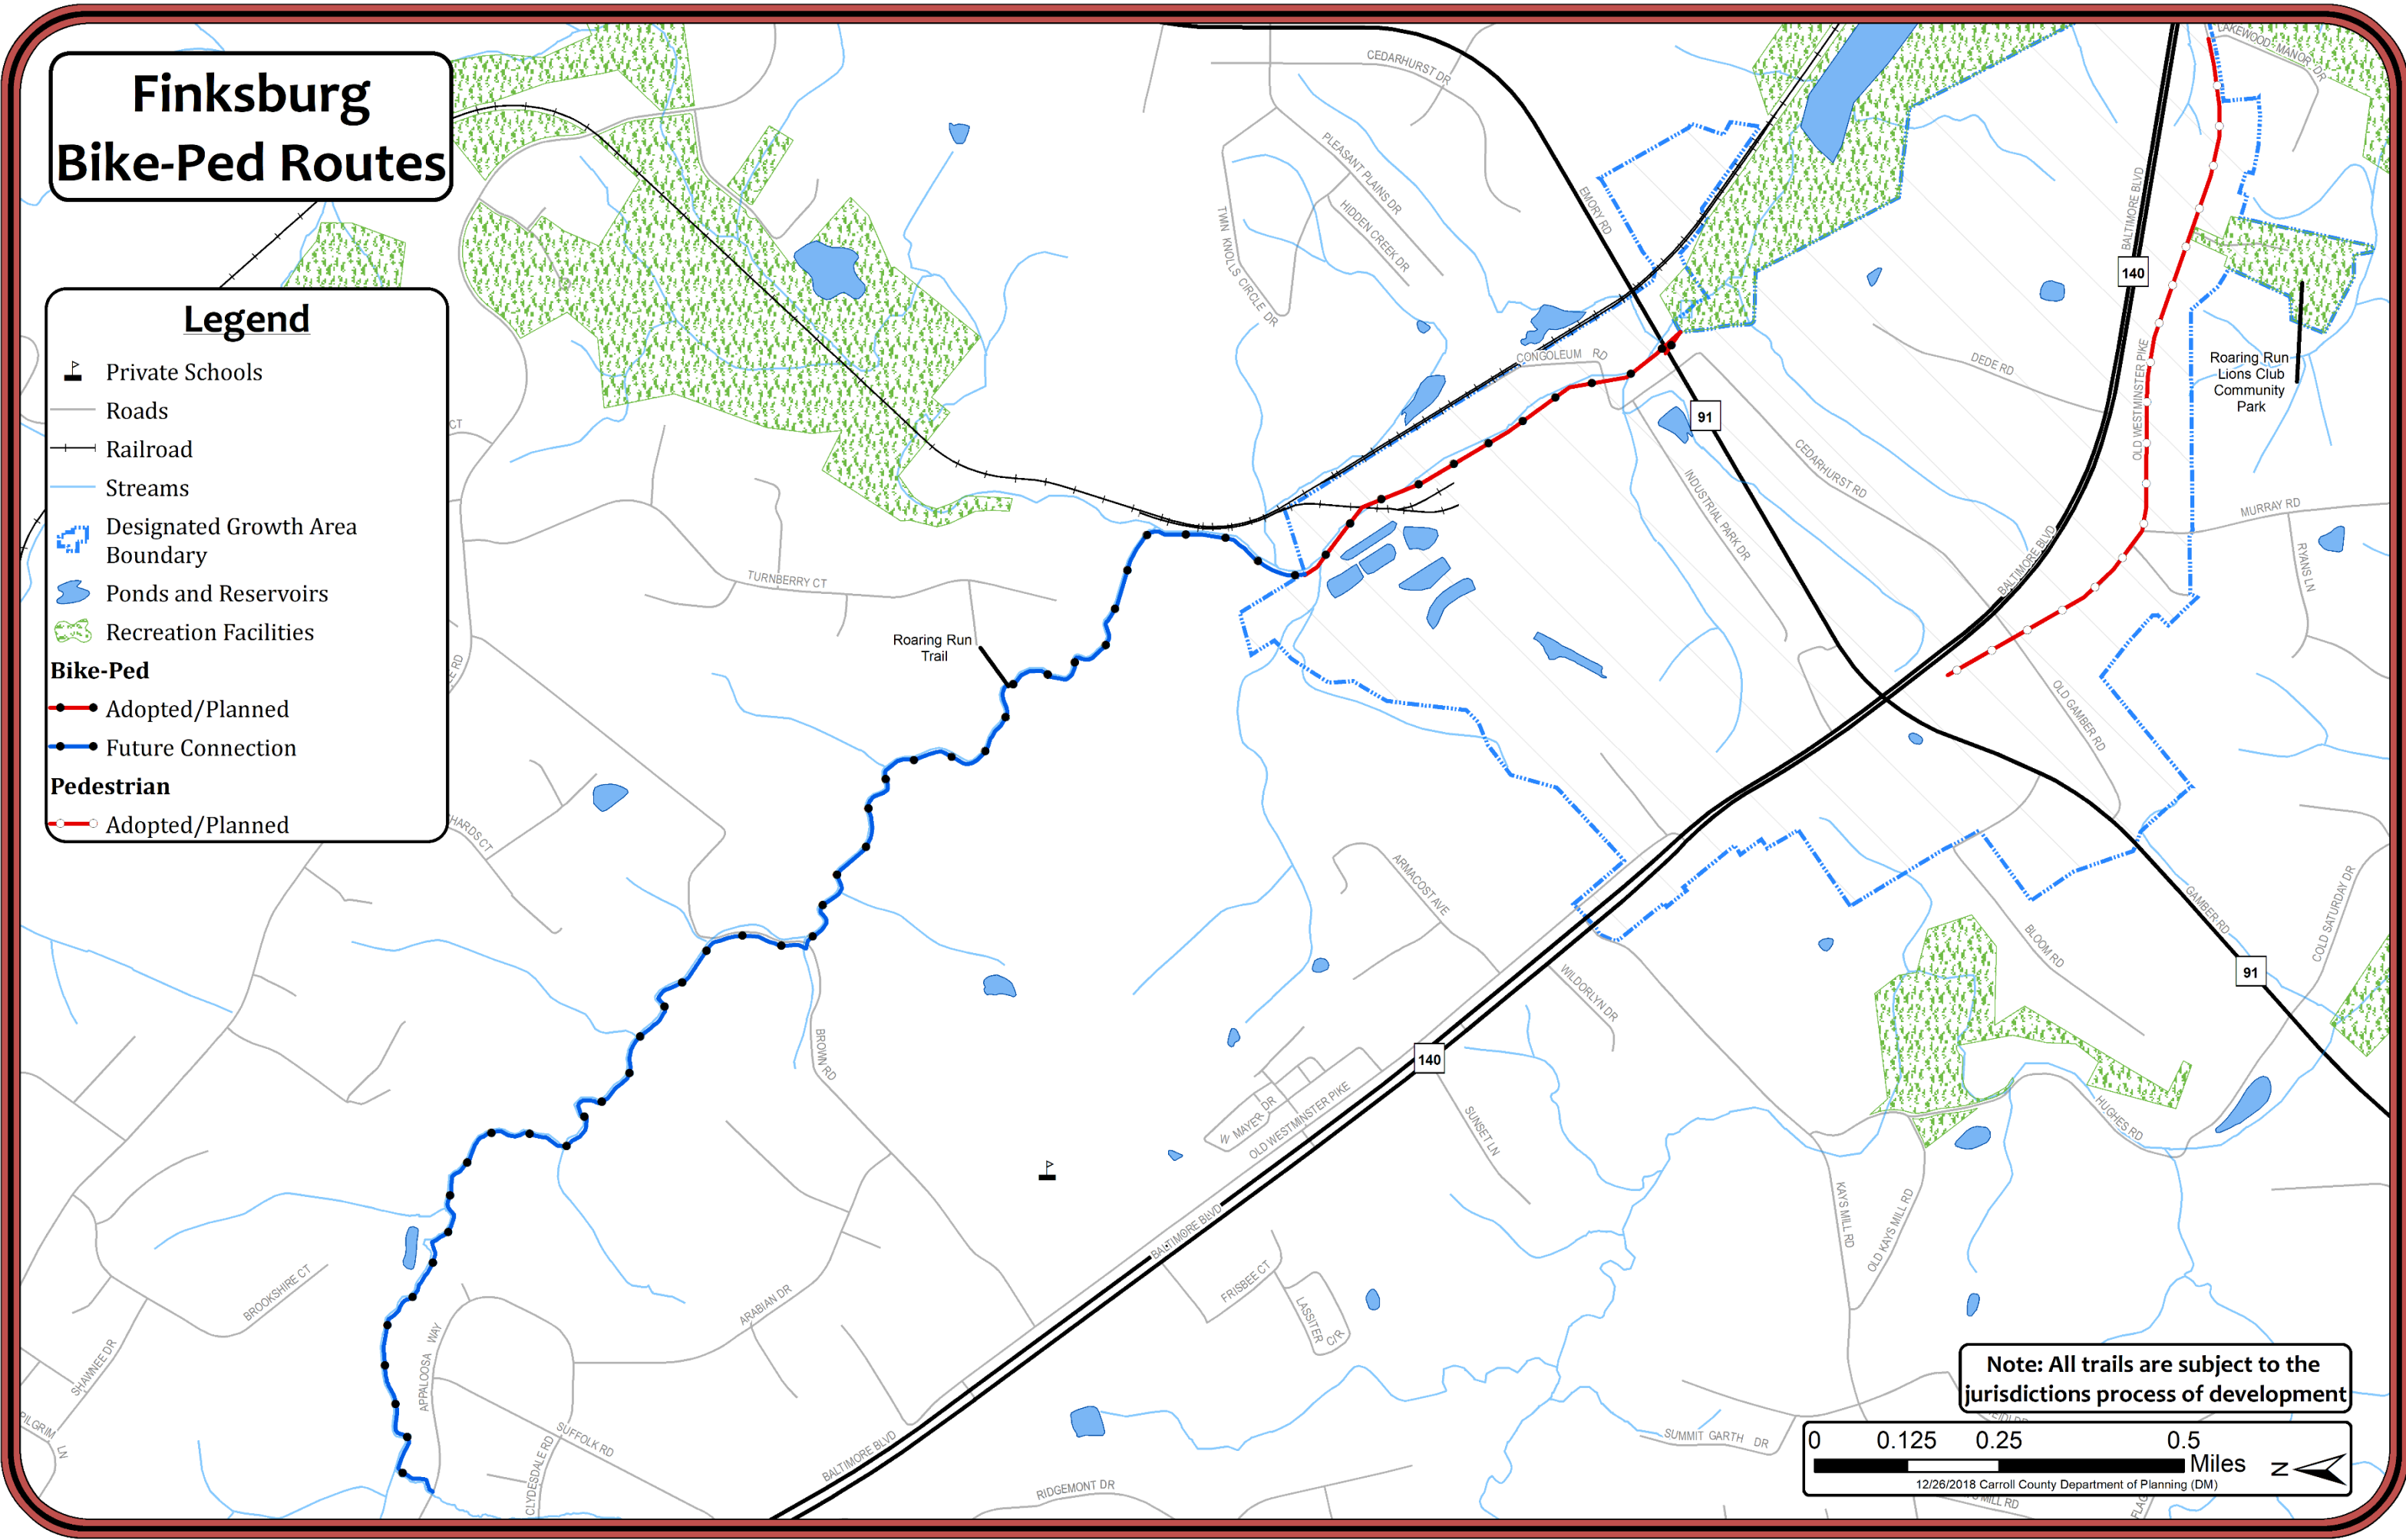 Finksburg
Bike-Ped Routes
Legend
Private Schools
Roads
Railroad
Streams
Designated Growth Area
Boundary
Ponds and Reservoirs
Recreation Facilities
Bike-Ped
Adopted/Planned
Future Connection
Pedestrian
Adopted/Planned
LAKEWOOD MANOR DR
CEDARHURST DR
PLEASANT PLAINS DR
HIDDEN CREEK DR
TWIN KNOLLS CIRCLE DR
EMORY RD
BALTIMORE BLVD
140
OLD WESTMINSTER PIKE
Roaring Run
Lions Club
Community
Park
CONGOLEUM RD
DEDE RD
91
CEDARHURST RD
INDUSTRIAL PARK DR
MURRAY RD
RYANS LN
BALTIMORE BLVD
CT
TURNBERRY CT
Roaring Run
Trail
OLD GAMBER RD
HARDS CT
ARMACOST AVE
WILDORLYN DR
BLOOM RD
GAMBER RD
COLD SATURDAY DR
91
BROWN RD
140
W MAYER DR
OLD WESTMINSTER PIKE
SUNSET LN
HUGHES RD
KAYS MILL RD
OLD KAYS MILL RD
BALTIMORE BLVD
FRISBEE CT
LASSITER CIR
BROOKSHIRE CT
ARABIAN DR
SHAWNEE DR
APPALOOSA WAY
PILGRIM LN
SUFFOLK RD
CLYDESDALE RD
BALTIMORE BLVD
RIDGEMONT DR
SUMMIT GARTH DR
Note: All trails are subject to the
jurisdictions process of development
0 0.125 0.25 0.5
Miles
N
12/26/2018 Carroll County Department of Planning (DM)
MILL RD